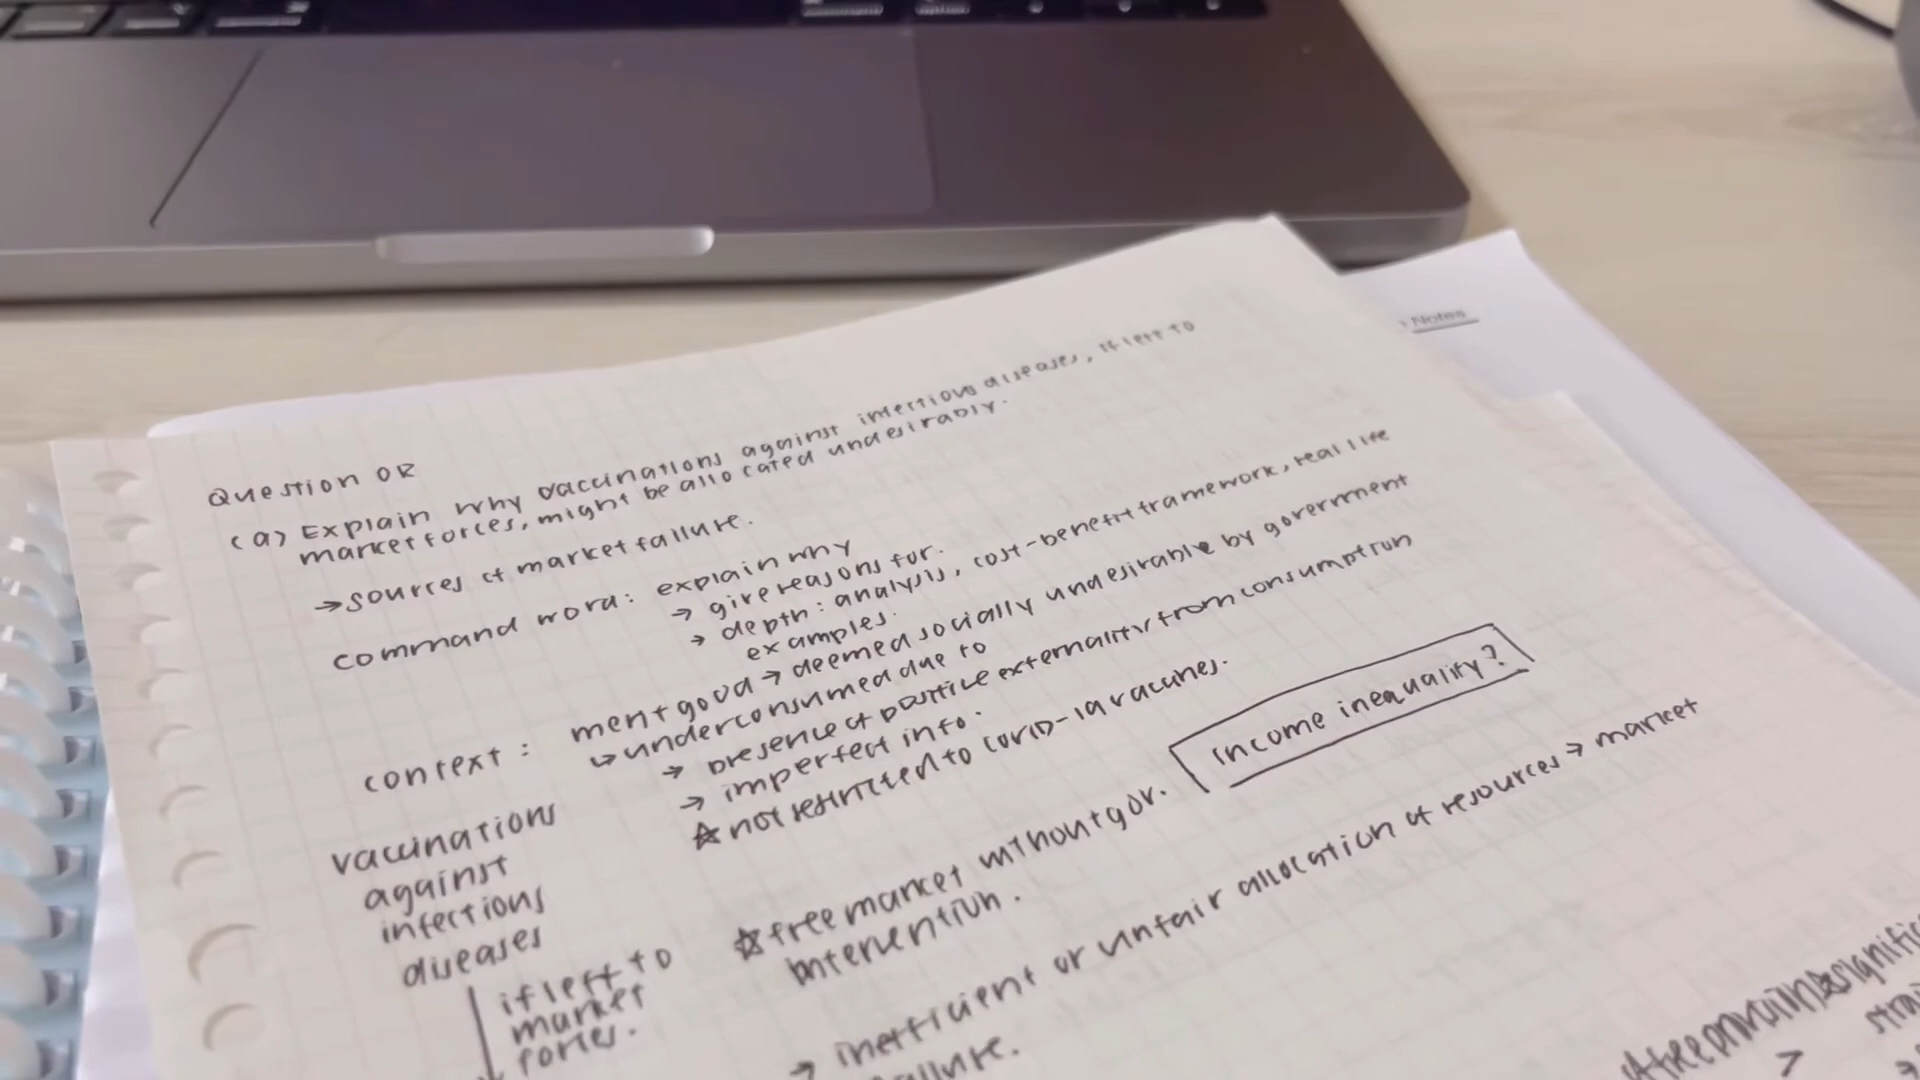 Notes
Question OR
(a) Explain why vaccinations against infectious diseases, if left to
market forces, might be allocated undesirably.
→ sources of market failure.
command word: explain why
→ give reasons for.
→ depth: analysis, cost-benefit framework, real life
examples.
context: merit good → deemed socially undesirable by government
↳ underconsumed due to
→ presence of positive externality from consumption
→ imperfect info.
☆ not restricted to covid-19 vaccines.
Income inequality?
vaccinations
against
infectious
diseases
☆ free market without gov.
intervention.
if left to
market
forces.
→ inefficient or unfair allocation of resources → market
failure.